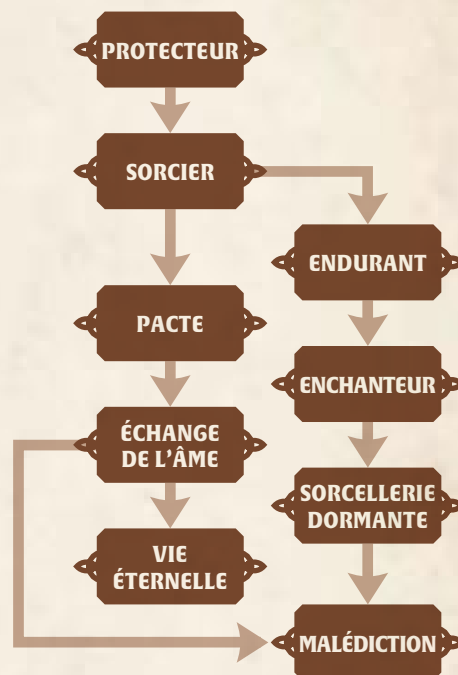 PROTECTEUR
SORCIER
ENDURANT
PACTE
ENCHANTEUR
ÉCHANGE
DE L'ÂME
SORCELLERIE
DORMANTE
VIE
ÉTERNELLE
MALÉDICTION